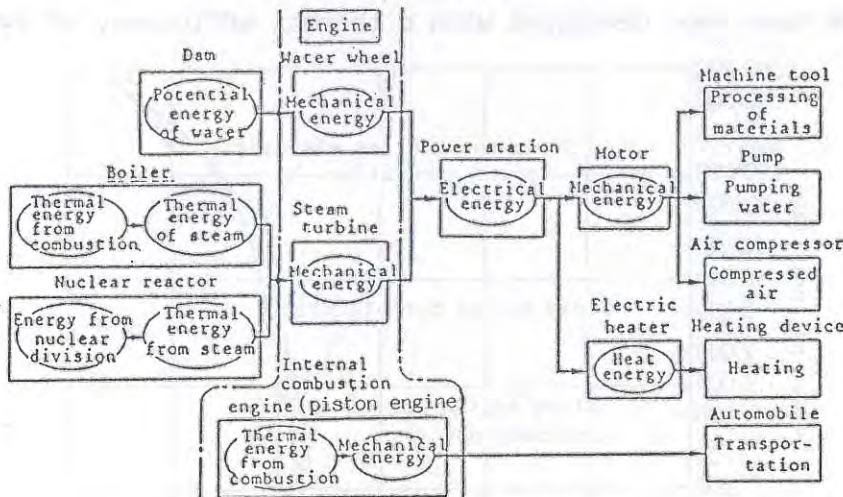 Engine
Dam
Water wheel
Potential
energy
of water
Mechanical
energy
Machine tool
Processing
of
materials
Power station
Electrical
energy
Motor
Mechanical
energy
Pump
Pumping
water
Boiler
Thermal
energy
from
combustion
Thermal
energy
of steam
Steam
turbine
Mechanical
energy
Air compressor
Compressed
air
Nuclear reactor
Energy from
nuclear
division
Thermal
energy
from steam
Electric
heater
Heat
energy
Heating device
Heating
Internal
combustion
engine (piston engine)
Thermal
energy
from
combustion
Mechanical
energy
Automobile
Transpor-
tation